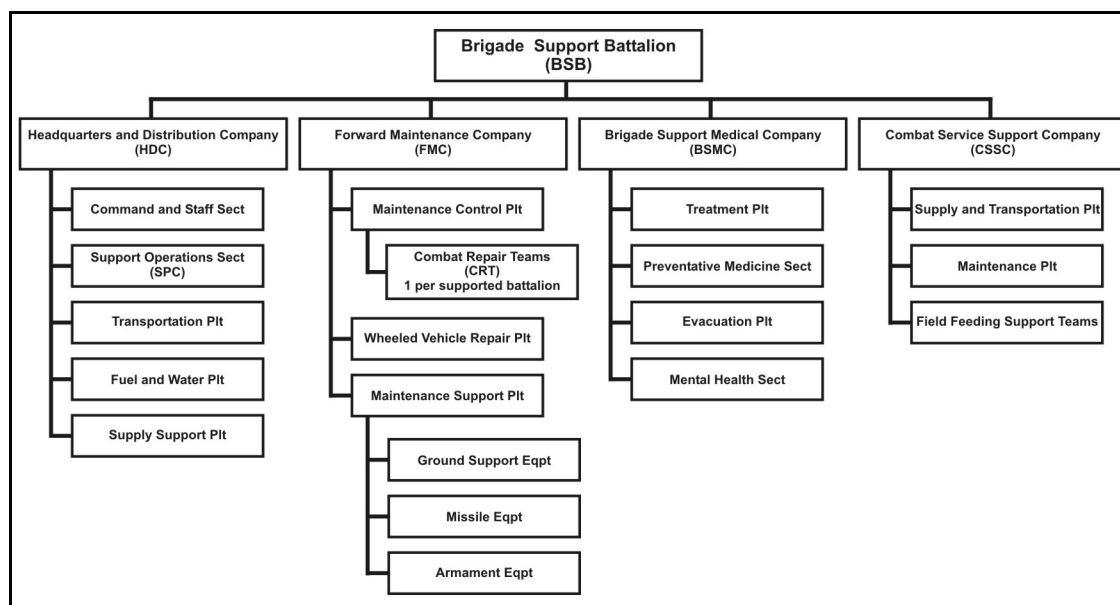 Brigade Support Battalion
(BSB)
Headquarters and Distribution Company
(HDC)
Command and Staff Sect
Support Operations Sect
(SPC)
Transportation Plt
Fuel and Water Plt
Supply Support Plt
Forward Maintenance Company
(FMC)
Maintenance Control Plt
Combat Repair Teams
(CRT)
1 per supported battalion
Wheeled Vehicle Repair Plt
Maintenance Support Plt
Ground Support Eqpt
Missile Eqpt
Armament Eqpt
Brigade Support Medical Company
(BSMC)
Treatment Plt
Preventative Medicine Sect
Evacuation Plt
Mental Health Sect
Combat Service Support Company
(CSSC)
Supply and Transportation Plt
Maintenance Plt
Field Feeding Support Teams